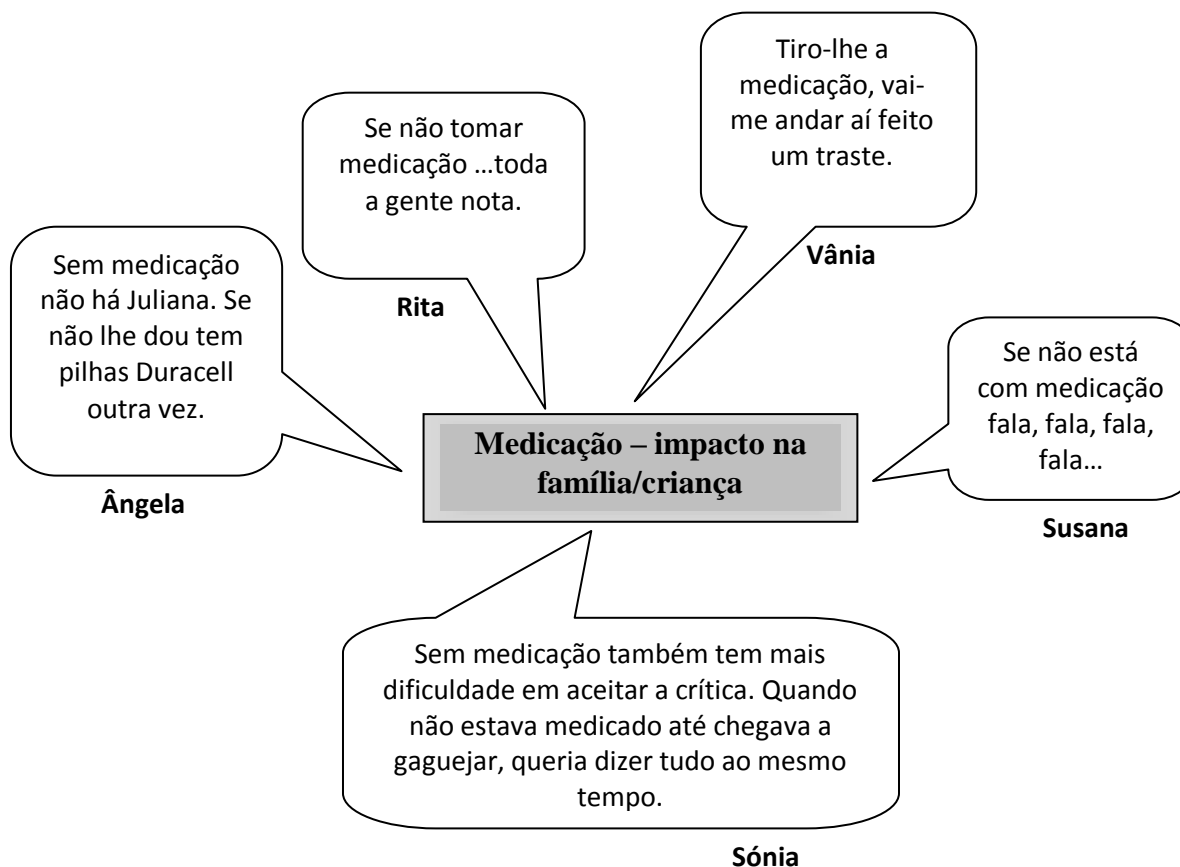 Tiro-lhe a
medicação, vai-
me andar aí feito
um traste.
Vânia
Se não tomar
medicação ...toda
a gente nota.
Rita
Sem medicação
não há Juliana. Se
não lhe dou tem
pilhas Duracell
outra vez.
Ângela
Se não está
com medicação
fala, fala, fala,
fala...
Susana
Medicação – impacto na
família/criança
Sem medicação também tem mais
dificuldade em aceitar a crítica. Quando
não estava medicado até chegava a
gaguejar, queria dizer tudo ao mesmo
tempo.
Sónia